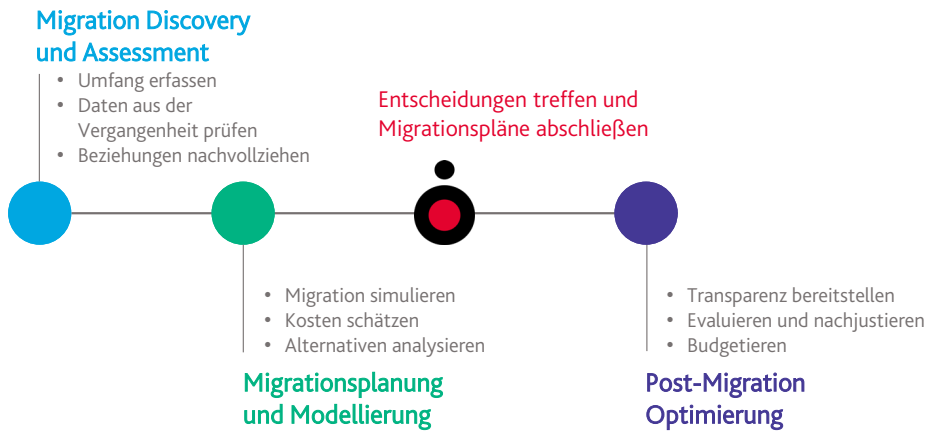 Migration Discovery
und Assessment
• Umfang erfassen
• Daten aus der
Vergangenheit prüfen
• Beziehungen nachvollziehen
Entscheidungen treffen und
Migrationspläne abschließen
• Migration simulieren
• Kosten schätzen
• Alternativen analysieren
Migrationsplanung
und Modellierung
• Transparenz bereitstellen
• Evaluieren und nachjustieren
• Budgetieren
Post-Migration
Optimierung